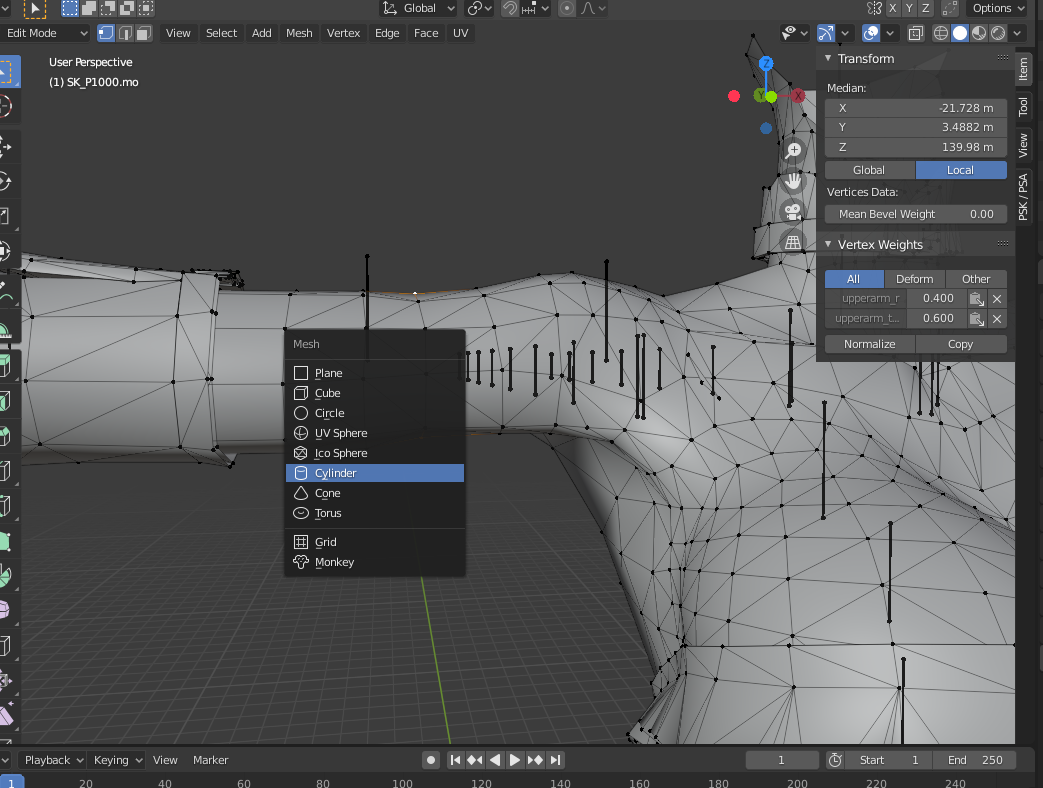 Global X Y Z Options
Edit Mode View Select Add Mesh Vertex Edge Face UV
User Perspective
(1) SK_P1000.mo
Z
Y X
Transform
Median:
X -21.728 m
Y 3.4882 m
Z 139.98 m
Global Local
Vertices Data:
Mean Bevel Weight 0.00
Vertex Weights
All Deform Other
upperarm_r 0.400
upperarm_t... 0.600
Normalize Copy
Item
Tool
View
PSK / PSA
Mesh
Plane
Cube
Circle
UV Sphere
Ico Sphere
Cylinder
Cone
Torus
Grid
Monkey
Playback Keying View Marker 1 Start 1 End 250
1 20 40 60 80 100 120 140 160 180 200 220 240